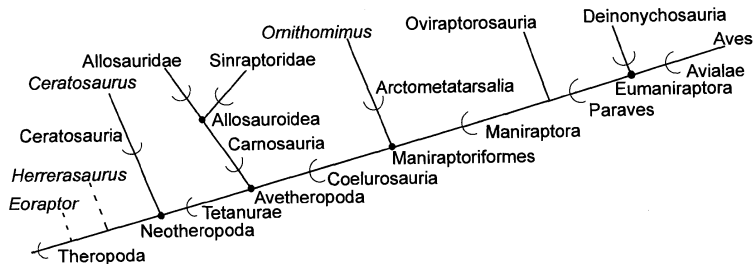 Deinonychosauria
Oviraptorosauria
Ornithomimus
Aves
Allosauridae
Sinraptoridae
Avialae
Ceratosaurus
Arctometatarsalia
Eumaniraptora
Paraves
Allosauroidea
Ceratosauria
Carnosauria
Maniraptora
Maniraptoriformes
Herrerasaurus
Coelurosauria
Eoraptor
Avetheropoda
Tetanurae
Neotheropoda
Theropoda